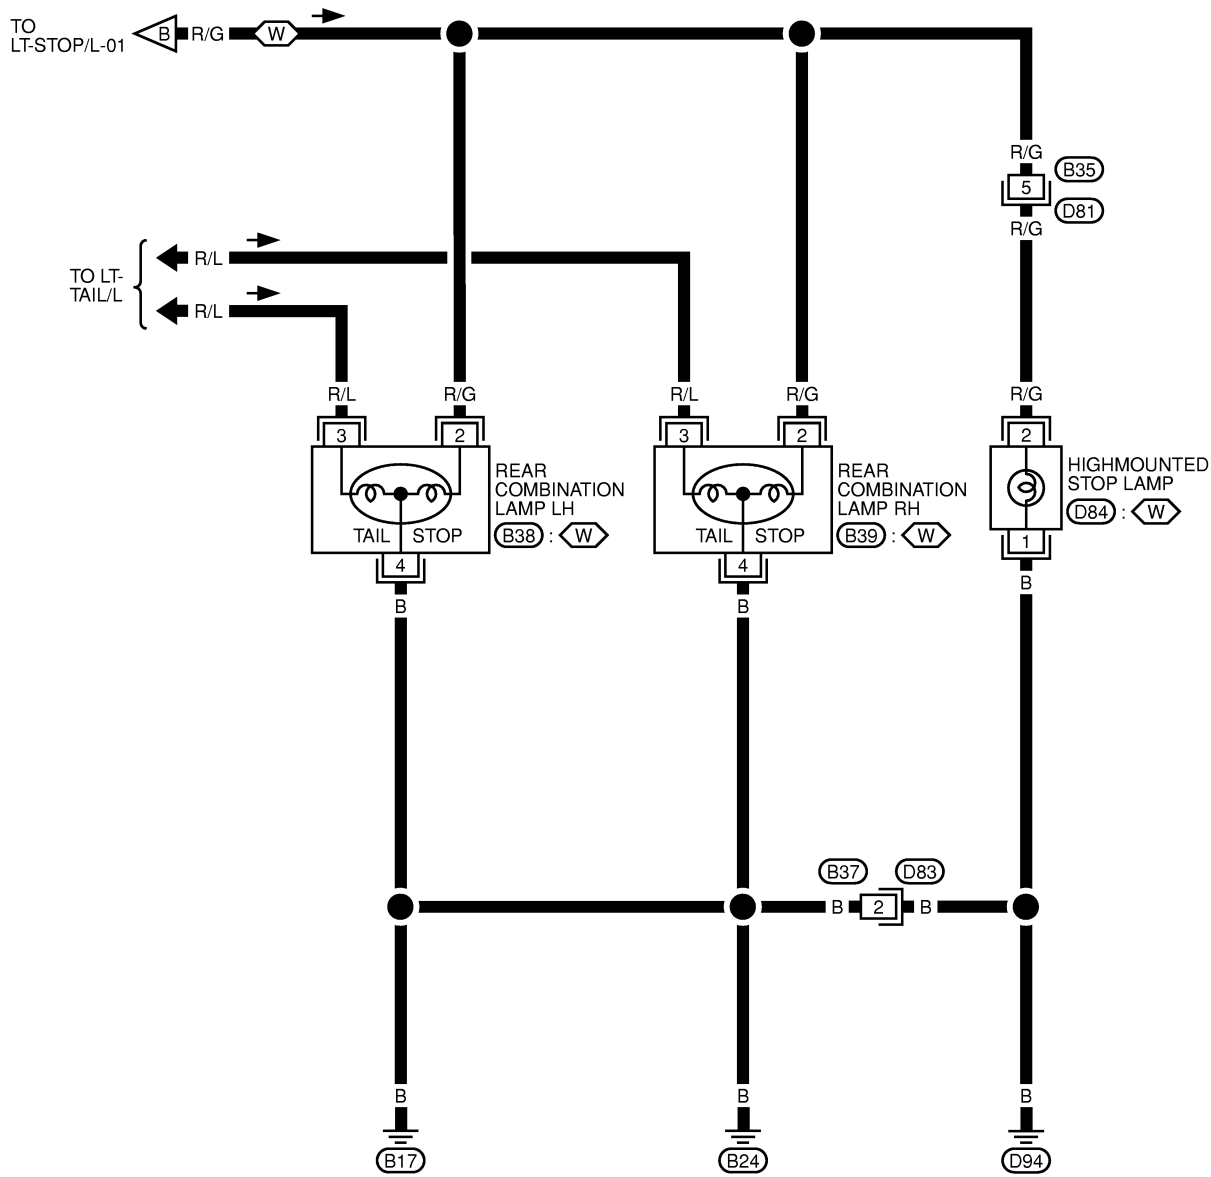 TO
LT-STOP/L-01
B
R/G
W
R/G
B35
5
D81
R/G
TO LT-
TAIL/L
R/L
R/L
R/L
R/G
R/L
R/G
R/G
3
2
3
2
2
REAR
COMBINATION
LAMP LH
B38 : W
REAR
COMBINATION
LAMP RH
B39 : W
HIGHMOUNTED
STOP LAMP
D84 : W
TAIL STOP
TAIL STOP
1
4
4
B
B
B
B37
D83
B
2
B
B
B
B
B17
B24
D94